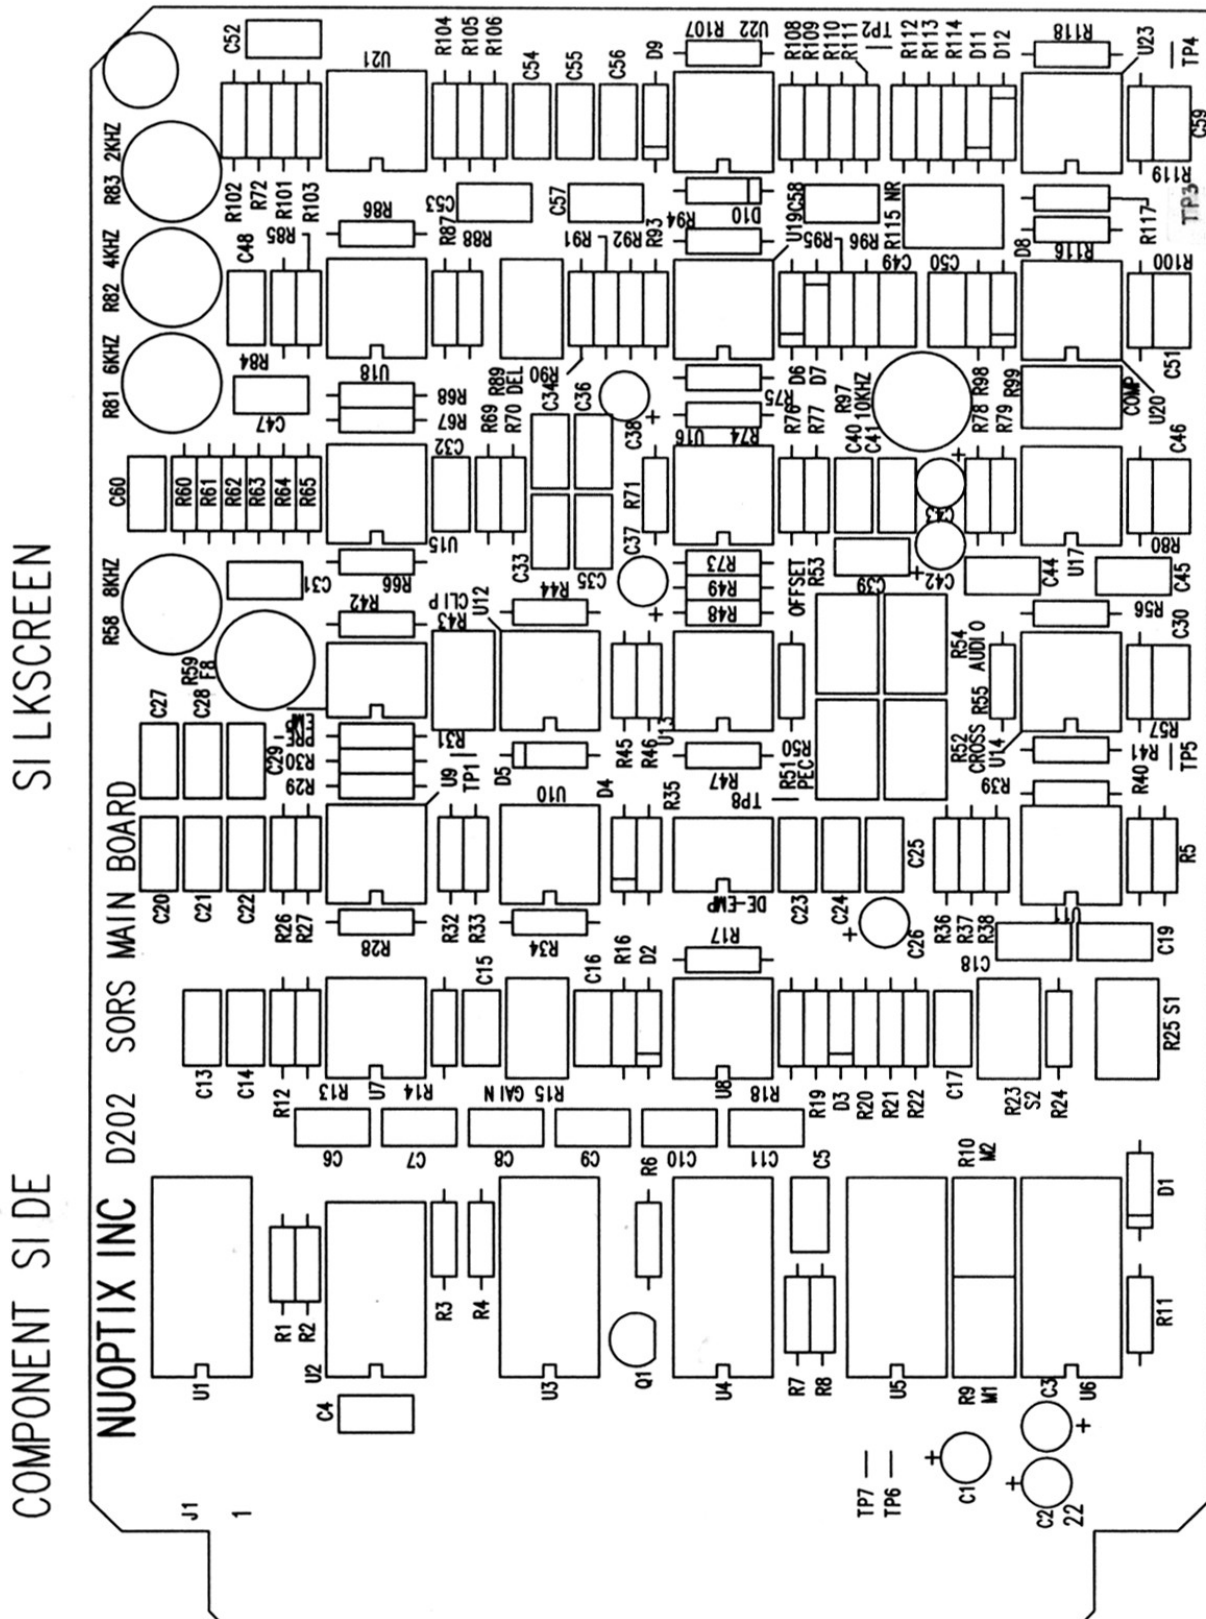 COMPONENT SIDE
SILKSCREEN
NUOPTIX INC
D202
SORS
MAIN BOARD
R58 8KHZ
R81 6KHZ
R82 4KHZ
R83 2KHZ
C52
R104
R105
R106
U21
C54
C55
C56
D9
R107
U22
R108
R109
R110
R111
TP2
R112
R113
R114
D11
D12
R118
U23
TP4
R102
R72
R101
R103
R86
R87
C53
R88
C57
R91
R92
R93
R94
D10
U19
C58
R95
R96
R115 NR
C49
C50
D8
R116
R117
R119
C59
TP3
R100
C48
R85
R84
C47
U18
R68
R67
R89
DEL
R90
C34
C36
C38
+
R75
R74
U16
D6
D7
R76
R77
R97
10KHZ
C40
C41
R98
R99
R78
R79
COMP
U20
C51
C46
C60
R60
R61
R62
R63
R64
R65
C32
R69
R70
U15
C33
C35
R71
C37
+
R73
R49
R48
OFFSET
R53
C39
+
C43
+
C42
C44
U17
R80
C45
C31
R66
R42
CLIP
R43
U12
R44
R59
F8
R54
AUDIO
R55
R56
C30
C27
C28
C29
PRE-
EMP
R30
R29
R31
U9
TP1
D5
R45
R46
U13
R47
R50
R51
PEC
TP8
R52
CROSS
U14
R57
R41
TP5
R39
R40
U10
D4
R35
C20
C21
C22
R26
R27
R28
R32
R33
R34
DE-EMP
C23
C24
C25
C26
+
R36
R37
R38
U11
R5
C18
C19
C15
C16
R16
D2
R17
C13
C14
R12
R13
U7
R14
R15 GAIN
U8
R18
R19
D3
R20
R21
R22
C17
R23
S2
R24
R25 S1
C6
C7
C8
C9
R6
C10
C11
C5
R10
M2
D1
R1
R2
R3
R4
R11
U1
U2
U3
Q1
U4
R7
R8
U5
R9
M1
C3
U6
C4
J1
1
TP7
TP6
+
C1
+
+
C2
22